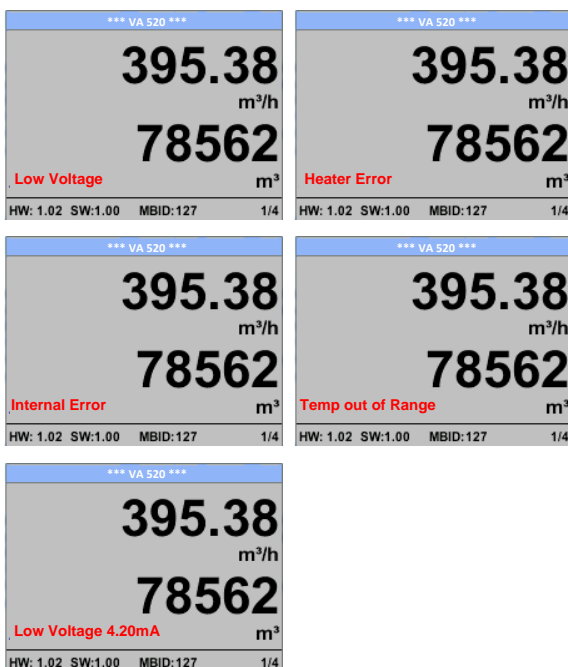 *** VA 520 ***
395.38
m³/h
78562
Low Voltage m³
HW: 1.02 SW:1.00 MBID:127 1/4
*** VA 520 ***
395.38
m³/h
78562
Heater Error m³
HW: 1.02 SW:1.00 MBID:127 1/4
*** VA 520 ***
395.38
m³/h
78562
Internal Error m³
HW: 1.02 SW:1.00 MBID:127 1/4
*** VA 520 ***
395.38
m³/h
78562
Temp out of Range m³
HW: 1.02 SW:1.00 MBID:127 1/4
*** VA 520 ***
395.38
m³/h
78562
Low Voltage 4.20mA m³
HW: 1.02 SW:1.00 MBID:127 1/4